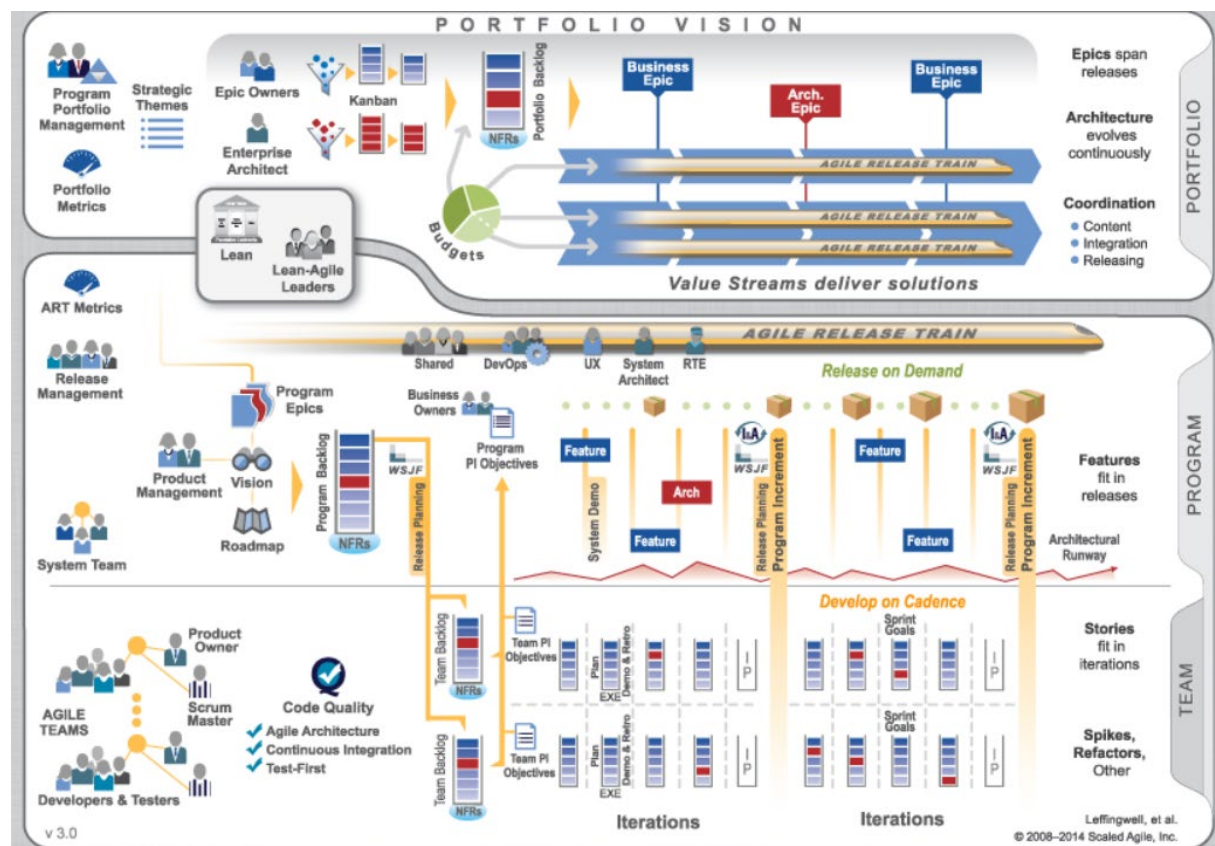 PORTFOLIO VISION
Program
Portfolio
Management
Strategic
Themes
Portfolio
Metrics
Epic Owners
Enterprise
Architect
Kanban
Portfolio Backlog
NFRs
Budgets
Business
Epic
Arch.
Epic
Business
Epic
AGILE RELEASE TRAIN
AGILE RELEASE TRAIN
AGILE RELEASE TRAIN
Value Streams deliver solutions
Epics span
releases
Architecture
evolves
continuously
Coordination
Content
Integration
Releasing
PORTFOLIO
Lean
Lean-Agile
Leaders
ART Metrics
Release
Management
Program
Epics
Product
Management
Vision
Roadmap
System Team
Program Backlog
NFRs
WSJF
Release Planning
AGILE RELEASE TRAIN
Shared
DevOps
UX
System
Architect
RTE
Business
Owners
Program
PI Objectives
Release on Demand
Feature
System Demo
Feature
Arch
I&A
WSJF
Release Planning
Program Increment
Feature
Feature
I&A
WSJF
Release Planning
Program Increment
Features
fit in
releases
Architectural
Runway
PROGRAM
Develop on Cadence
AGILE
TEAMS
Product
Owner
Scrum
Master
Developers & Testers
Code Quality
Agile Architecture
Continuous Integration
Test-First
Team Backlog
NFRs
Team PI
Objectives
Plan
EXE
Demo & Retro
I
P
Sprint
Goals
I
P
Stories
fit in
iterations
Team Backlog
NFRs
Team PI
Objectives
Plan
EXE
Demo & Retro
I
P
Sprint
Goals
I
P
Spikes,
Refactors,
Other
TEAM
Iterations
Iterations
v 3.0
Leffingwell, et al.
© 2008–2014 Scaled Agile, Inc.